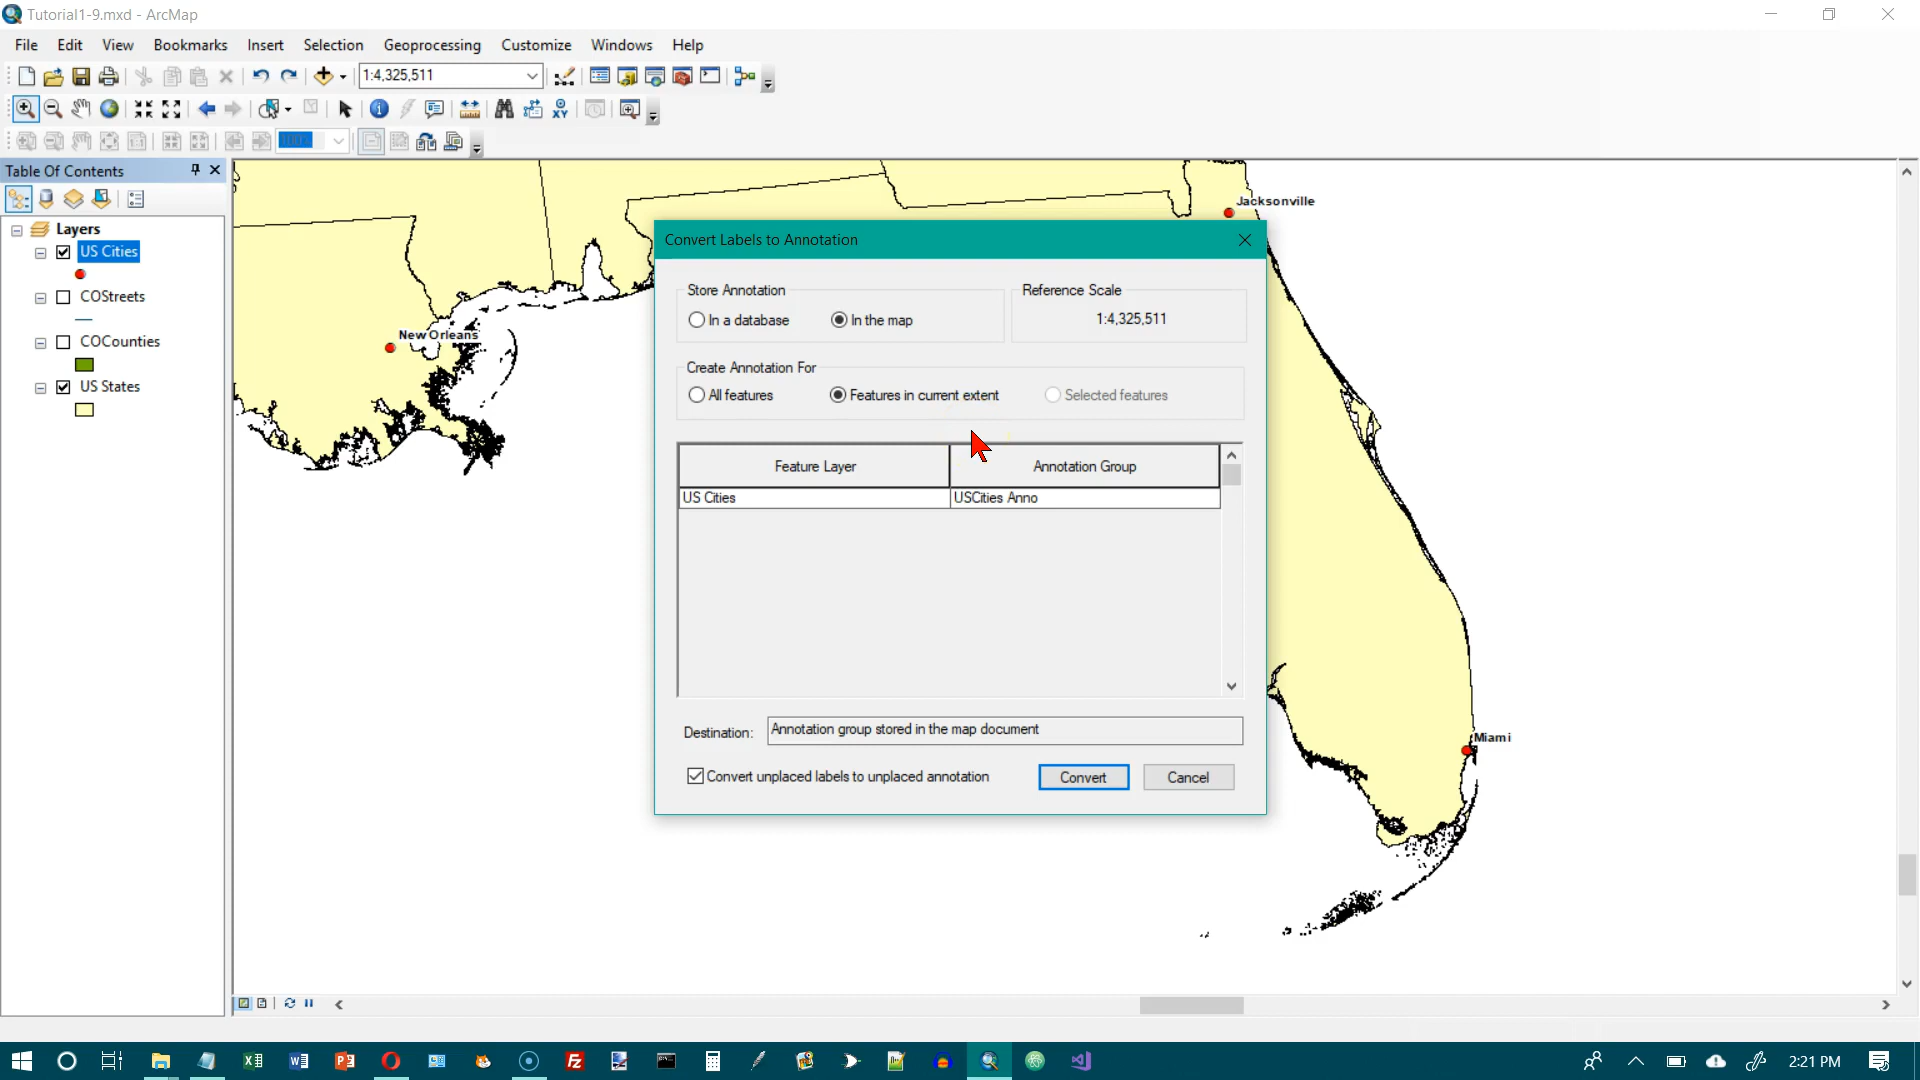 Tutorial1-9.mxd - ArcMap
File Edit View Bookmarks Insert Selection Geoprocessing Customize Windows Help
1:4,325,511
Table Of Contents
Layers
US Cities
COStreets
COCounties
US States
Jacksonville
New Orleans
Miami
Convert Labels to Annotation
Store Annotation
In a database In the map
Reference Scale
1:4,325,511
Create Annotation For
All features Features in current extent Selected features
Feature Layer Annotation Group
US Cities USCities Anno
Destination: Annotation group stored in the map document
Convert unplaced labels to unplaced annotation Convert Cancel
2:21 PM